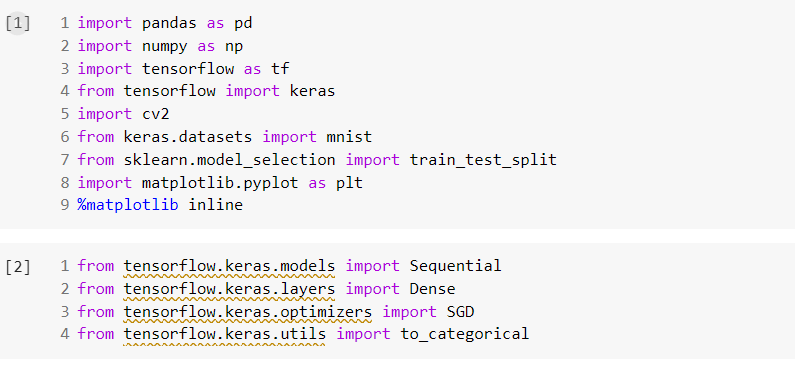 [1] 1 import pandas as pd
2 import numpy as np
3 import tensorflow as tf
4 from tensorflow import keras
5 import cv2
6 from keras.datasets import mnist
7 from sklearn.model_selection import train_test_split
8 import matplotlib.pyplot as plt
9 %matplotlib inline
[2] 1 from tensorflow.keras.models import Sequential
2 from tensorflow.keras.layers import Dense
3 from tensorflow.keras.optimizers import SGD
4 from tensorflow.keras.utils import to_categorical